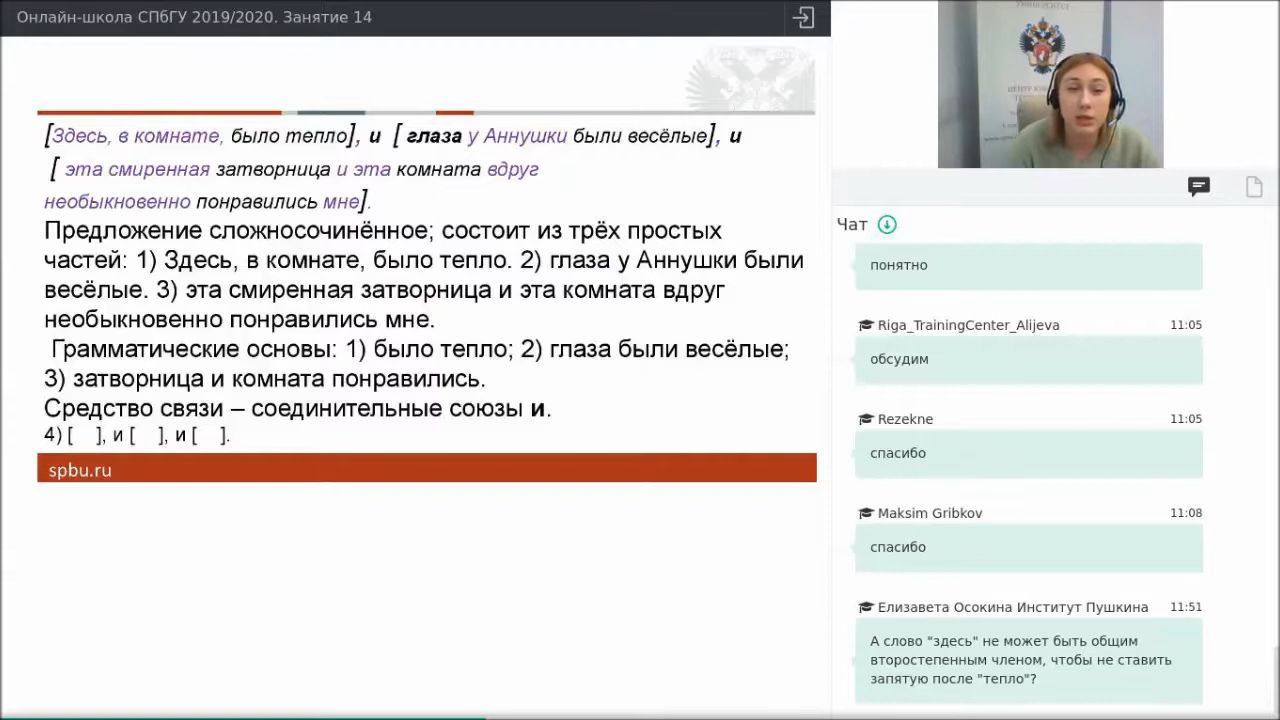 Онлайн-школа СПбГУ 2019/2020. Занятие 14
[Здесь, в комнате, было тепло], и [ глаза у Аннушки были весёлые], и
[ эта смиренная затворница и эта комната вдруг
необыкновенно понравились мне].
Предложение сложносочинённое; состоит из трёх простых
частей: 1) Здесь, в комнате, было тепло. 2) глаза у Аннушки были
весёлые. 3) эта смиренная затворница и эта комната вдруг
необыкновенно понравились мне.
Грамматические основы: 1) было тепло; 2) глаза были весёлые;
3) затворница и комната понравились.
Средство связи – соединительные союзы и.
4) [ ], и [ ], и [ ].
spbu.ru
Чат
понятно
Riga_TrainingCenter_Alijeva 11:05
обсудим
Rezekne 11:05
спасибо
Maksim Gribkov 11:08
спасибо
Елизавета Осокина Институт Пушкина 11:51
А слово "здесь" не может быть общим
второстепенным членом, чтобы не ставить
запятую после "тепло"?